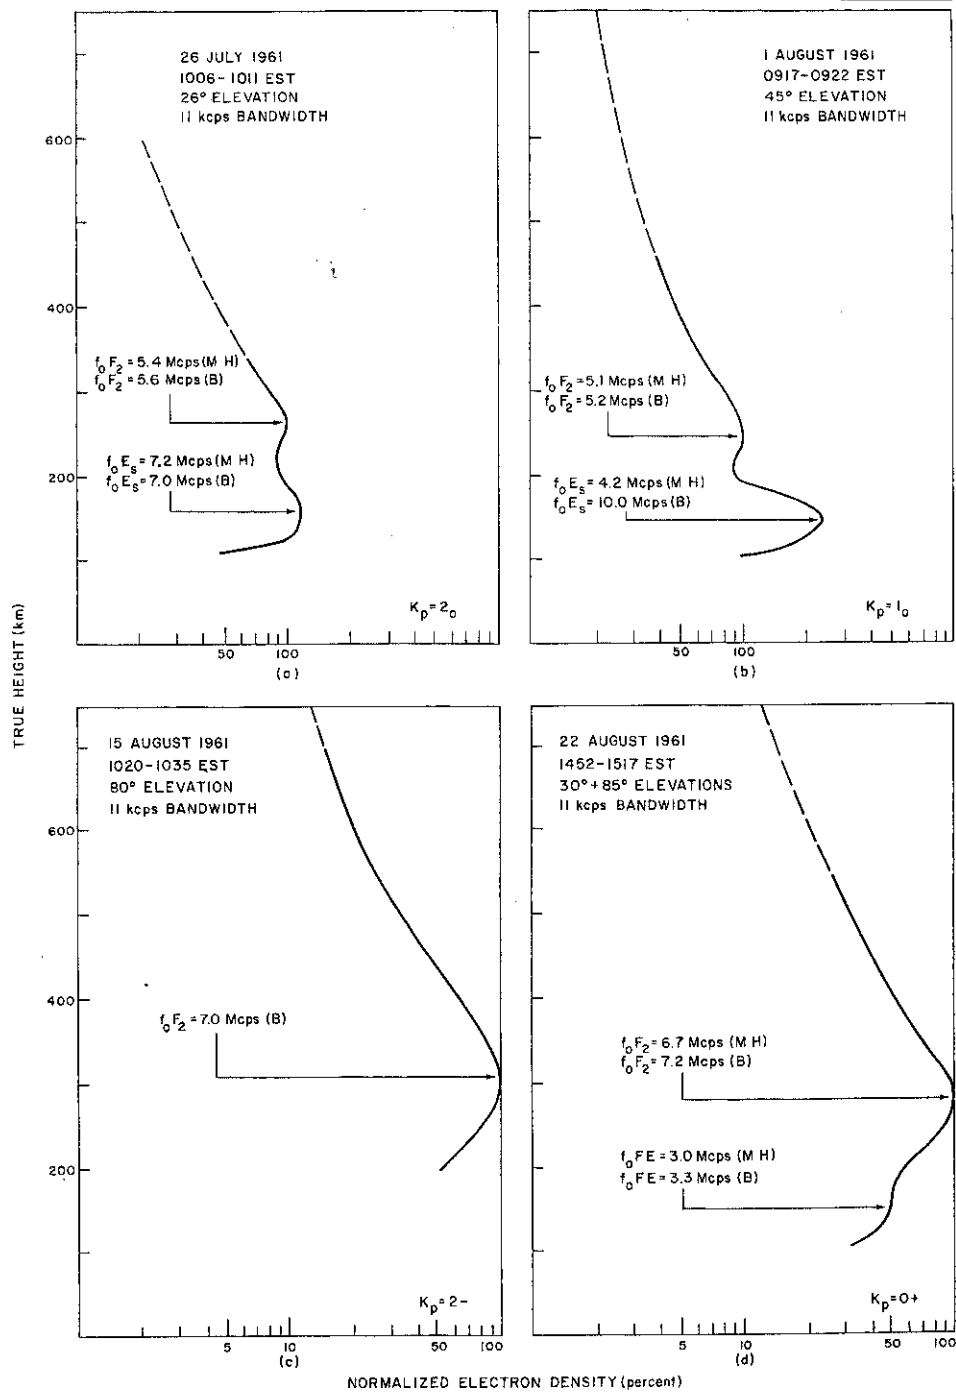 26 JULY 1961
1006-1011 EST
26° ELEVATION
11 kcps BANDWIDTH
600
400
200
f₀F₂ = 5.4 Mcps (M H)
f₀F₂ = 5.6 Mcps (B)
f₀Eₛ = 7.2 Mcps (M H)
f₀Eₛ = 7.0 Mcps (B)
Kₚ = 2₀
50 100
(a)
1 AUGUST 1961
0917-0922 EST
45° ELEVATION
11 kcps BANDWIDTH
f₀F₂ = 5.1 Mcps (M H)
f₀F₂ = 5.2 Mcps (B)
f₀Eₛ = 4.2 Mcps (M H)
f₀Eₛ = 10.0 Mcps (B)
Kₚ = 1₀
50 100
(b)
TRUE HEIGHT (km)
15 AUGUST 1961
1020-1035 EST
80° ELEVATION
11 kcps BANDWIDTH
600
400
200
f₀F₂ = 7.0 Mcps (B)
Kₚ = 2-
5 10 50 100
(c)
22 AUGUST 1961
1452-1517 EST
30° + 85° ELEVATIONS
11 kcps BANDWIDTH
f₀F₂ = 6.7 Mcps (M H)
f₀F₂ = 7.2 Mcps (B)
f₀FE = 3.0 Mcps (M H)
f₀FE = 3.3 Mcps (B)
Kₚ = 0+
5 10 50 100
(d)
NORMALIZED ELECTRON DENSITY (percent)